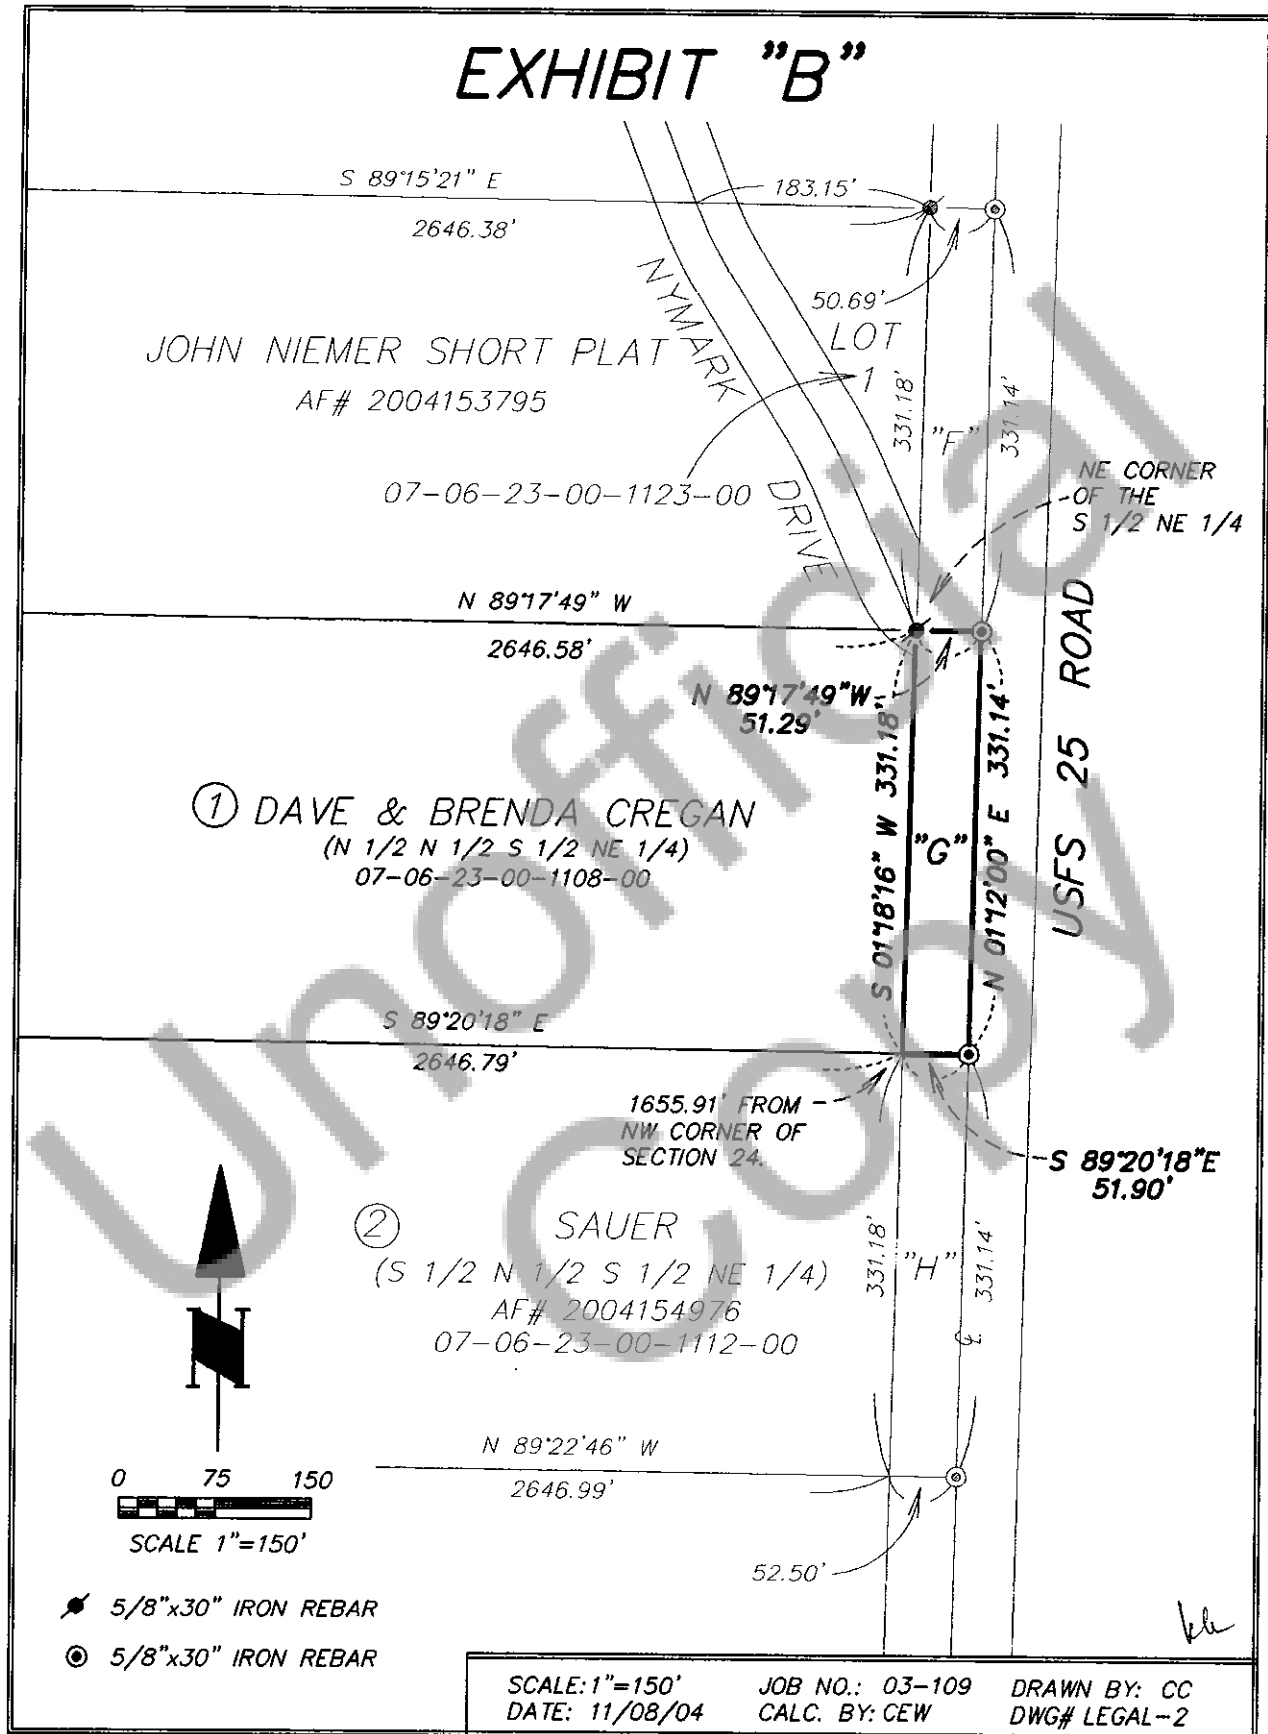 EXHIBIT "B"
S 89°15'21" E
183.15'
2646.38'
50.69'
NYMARK
DRIVE
LOT
1
JOHN NIEMER SHORT PLAT
AF# 2004153795
07-06-23-00-1123-00
331.18'
"F"
331.14'
NE CORNER
OF THE
S 1/2 NE 1/4
N 89°17'49" W
2646.58'
N 89°17'49"W
51.29'
S 01°18'16" W 331.18'
"G"
N 01°12'00" E 331.14'
USFS 25 ROAD
① DAVE & BRENDA CREGAN
(N 1/2 N 1/2 S 1/2 NE 1/4)
07-06-23-00-1108-00
S 89°20'18" E
2646.79'
1655.91' FROM
NW CORNER OF
SECTION 24.
S 89°20'18"E
51.90'
② SAUER
(S 1/2 N 1/2 S 1/2 NE 1/4)
AF# 2004154976
07-06-23-00-1112-00
331.18'
"H"
331.14'
℄
N
N 89°22'46" W
2646.99'
52.50'
0 75 150
SCALE 1"=150'
5/8"x30" IRON REBAR
5/8"x30" IRON REBAR
SCALE: 1"=150' JOB NO.: 03-109 DRAWN BY: CC
DATE: 11/08/04 CALC. BY: CEW DWG# LEGAL-2
Unofficial
Copy